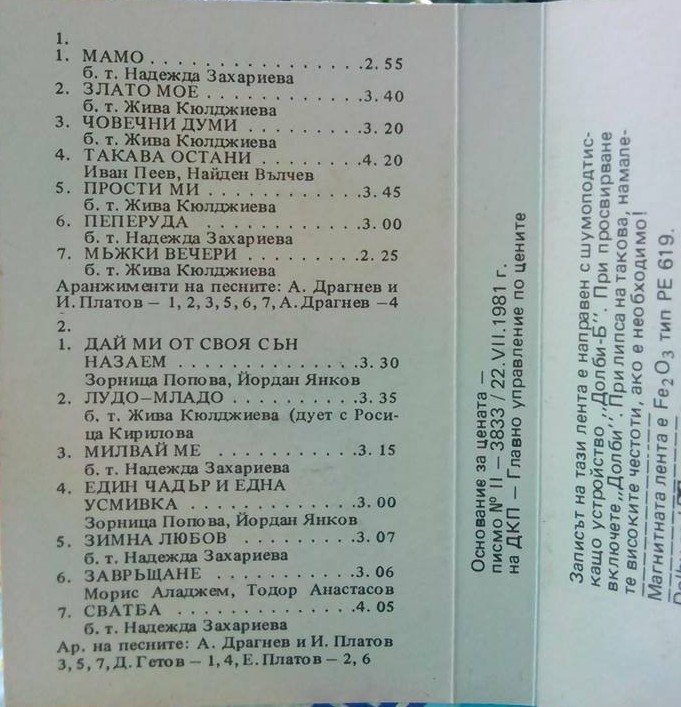 1.
1. МАМО . . . . . . . . . . . . . . . . .2. 55
б. т. Надежда Захариева
2. ЗЛАТО МОЕ . . . . . . . . . . . . .3. 40
б. т. Жива Кюлджиева
3. ЧОВЕЧНИ ДУМИ . . . . . . . . . .3. 20
б. т. Жива Кюлджиева
4. ТАКАВА ОСТАНИ . . . . . . . . .4. 20
Иван Пеев, Найден Вълчев
5. ПРОСТИ МИ . . . . . . . . . . . . .3. 45
б. т. Жива Кюлджиева
6. ПЕПЕРУДА . . . . . . . . . . . . .3. 00
б. т. Надежда Захариева
7. МЪЖКИ ВЕЧЕРИ . . . . . . . . . .2. 25
б. т. Жива Кюлджиева
Аранжименти на песните: А. Драгнев и
И. Платов – 1, 2, 3, 5, 6, 7, А. Драгнев –4
2.
1. ДАЙ МИ ОТ СВОЯ СЪН
НАЗАЕМ . . . . . . . . . . . . . . .3. 30
Зорница Попова, Йордан Янков
2. ЛУДО–МЛАДО . . . . . . . . . . .3. 35
б. т. Жива Кюлджиева (дует с Роси-
ца Кирилова
3. МИЛВАЙ МЕ . . . . . . . . . . . .3. 15
б. т. Надежда Захариева
4. ЕДИН ЧАДЪР И ЕДНА
УСМИВКА . . . . . . . . . . . . . .3. 00
Зорница Попова, Йордан Янков
5. ЗИМНА ЛЮБОВ . . . . . . . . . .3. 07
б. т. Надежда Захариева
6. ЗАВРЪЩАНЕ . . . . . . . . . . . .3. 06
Морис Аладжем, Тодор Анастасов
7. СВАТБА . . . . . . . . . . . . . . .4. 05
б. т. Надежда Захариева
Ар. на песните: А. Драгнев и И. Платов
3, 5, 7, Д. Гетов – 1, 4, Е. Платов – 2, 6
Основание за цената –
писмо № II – 3833 / 22. VII. 1981 г.
на ДКП – Главно управление по цените
Записът на тази лента е направен с шумоподтис-
кащо устройство „Долби-Б". При просвирване
включете „Долби". При липса на такова, намале-
те високите честоти, ако е необходимо!
Магнитната лента е Fe2O3 тип PE 619.